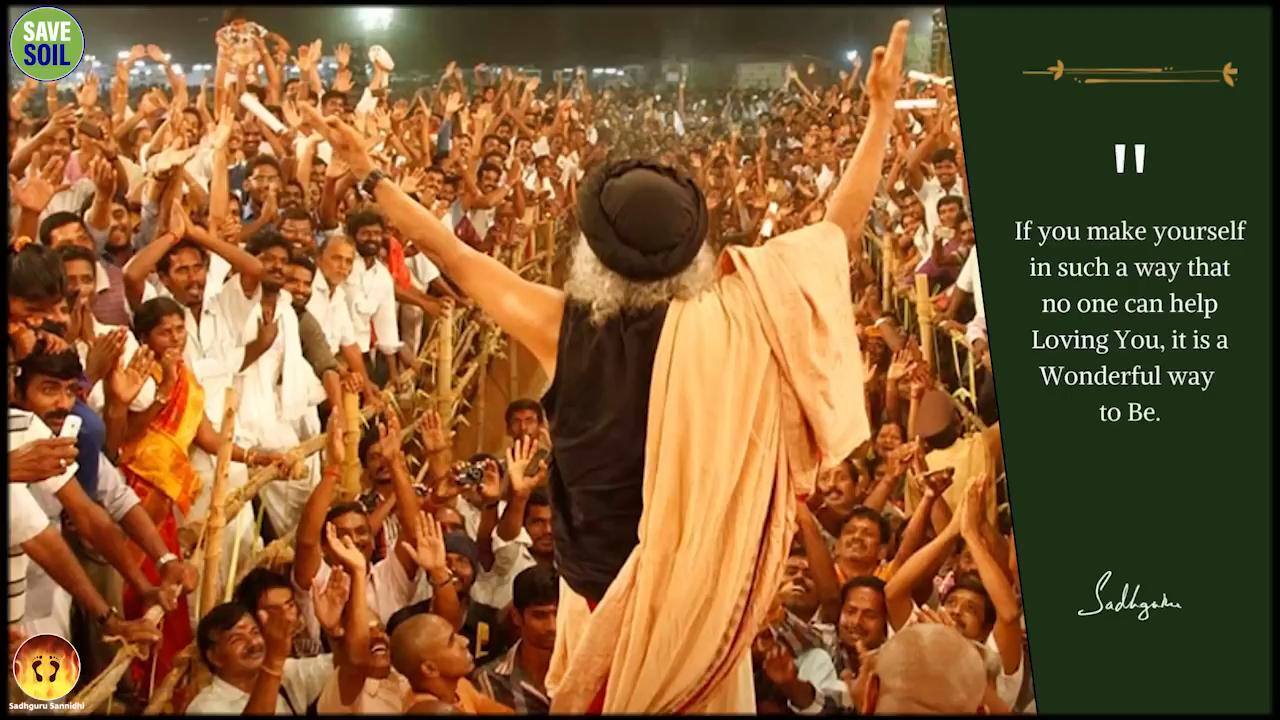 SAVE
SOIL
"
If you make yourself
in such a way that
no one can help
Loving You, it is a
Wonderful way
to Be.
Sadhguru
Sadhguru Sannidhi